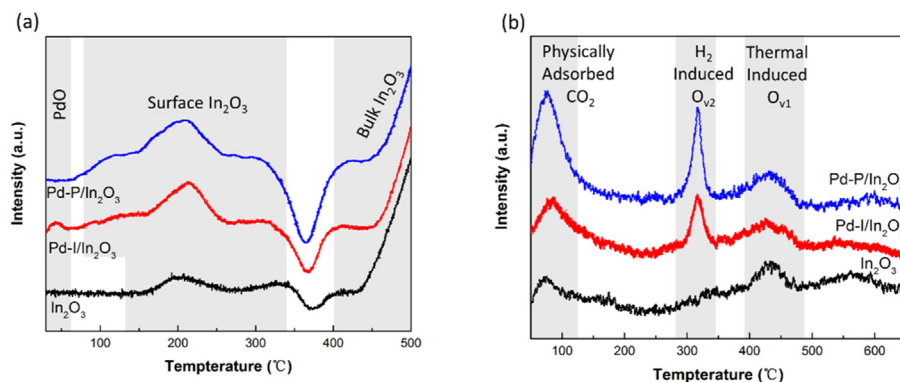 (a)
PdO
Surface In₂O₃
Bulk In₂O₃
Pd-P/In₂O₃
Pd-I/In₂O₃
In₂O₃
Intensity (a.u.)
100
200
300
400
500
Tempterature (℃)
(b)
Physically
Adsorbed
CO₂
H₂
Induced
Oᵥ₂
Thermal
Induced
Oᵥ₁
Pd-P/In₂O₃
Pd-I/In₂O
In₂O₃
Intensity (a.u.)
100
200
300
400
500
600
Tempterature (℃)